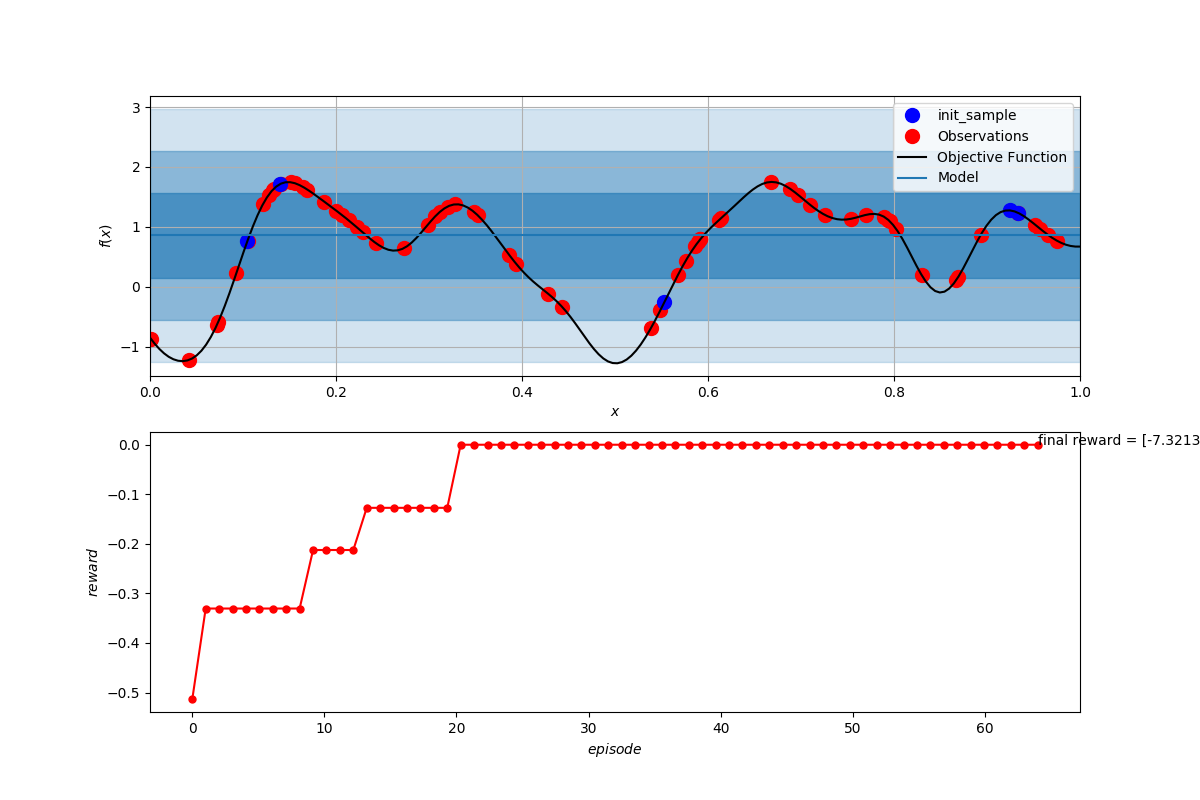 3
2
1
0
−1
f(x)
init_sample
Observations
Objective Function
Model
0.0 0.2 0.4 0.6 0.8 1.0
x
0.0
−0.1
−0.2
−0.3
−0.4
−0.5
reward
final reward = [-7.3213
0 10 20 30 40 50 60
episode